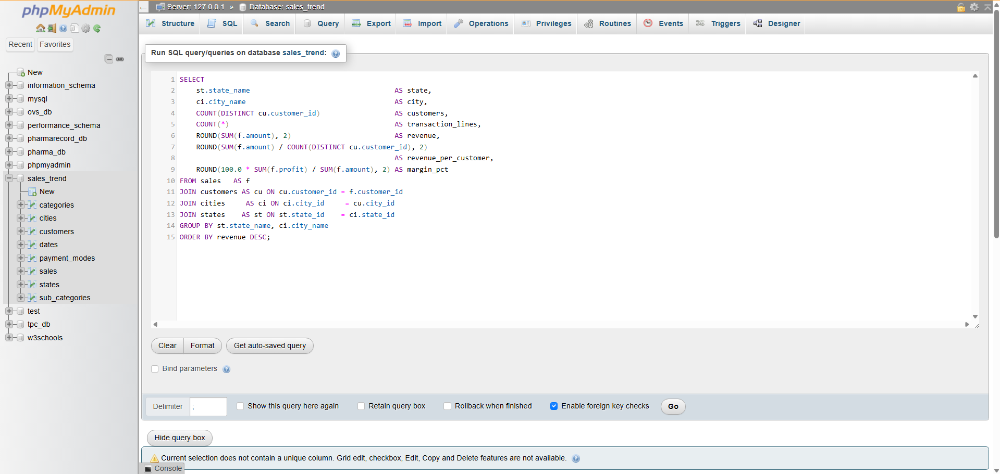 phpMyAdmin
Recent Favorites
New
information_schema
mysql
ovs_db
performance_schema
pharmarecord_db
pharma_db
phpmyadmin
sales_trend
New
categories
cities
customers
dates
payment_modes
sales
states
sub_categories
test
tpc_db
w3schools
Server: 127.0.0.1 » Database: sales_trend
Structure SQL Search Query Export Import Operations Privileges Routines Events Triggers Designer
Run SQL query/queries on database sales_trend:
1 SELECT
2     st.state_name                                   AS state,
3     ci.city_name                                    AS city,
4     COUNT(DISTINCT cu.customer_id)                  AS customers,
5     COUNT(*)                                        AS transaction_lines,
6     ROUND(SUM(f.amount), 2)                         AS revenue,
7     ROUND(SUM(f.amount) / COUNT(DISTINCT cu.customer_id), 2)
8                                                     AS revenue_per_customer,
9     ROUND(100.0 * SUM(f.profit) / SUM(f.amount), 2) AS margin_pct
10 FROM sales   AS f
11 JOIN customers AS cu ON cu.customer_id = f.customer_id
12 JOIN cities     AS ci ON ci.city_id     = cu.city_id
13 JOIN states    AS st ON st.state_id    = ci.state_id
14 GROUP BY st.state_name, ci.city_name
15 ORDER BY revenue DESC;
Clear Format Get auto-saved query
Bind parameters
Delimiter ; Show this query here again Retain query box Rollback when finished Enable foreign key checks Go
Hide query box
Current selection does not contain a unique column. Grid edit, checkbox, Edit, Copy and Delete features are not available.
Console